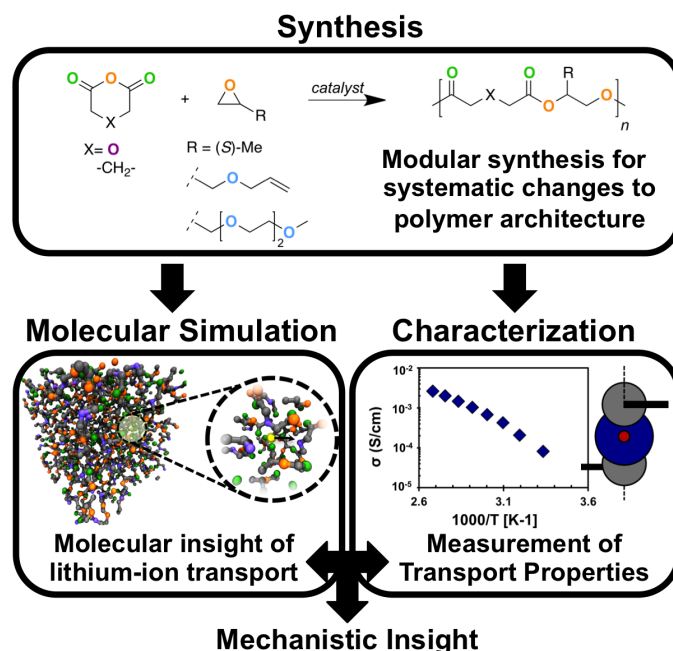 Synthesis
O O O
+
O
R
catalyst
O O R
X O O
n
X
X= O
-CH₂-
R = (S)-Me
O
O O
2
Modular synthesis for
systematic changes to
polymer architecture
Molecular Simulation
Molecular insight of
lithium-ion transport
Characterization
σ (S/cm)
10⁻²
10⁻³
10⁻⁴
10⁻⁵
2.6 3.1 3.6
1000/T [K-1]
Measurement of
Transport Properties
Mechanistic Insight